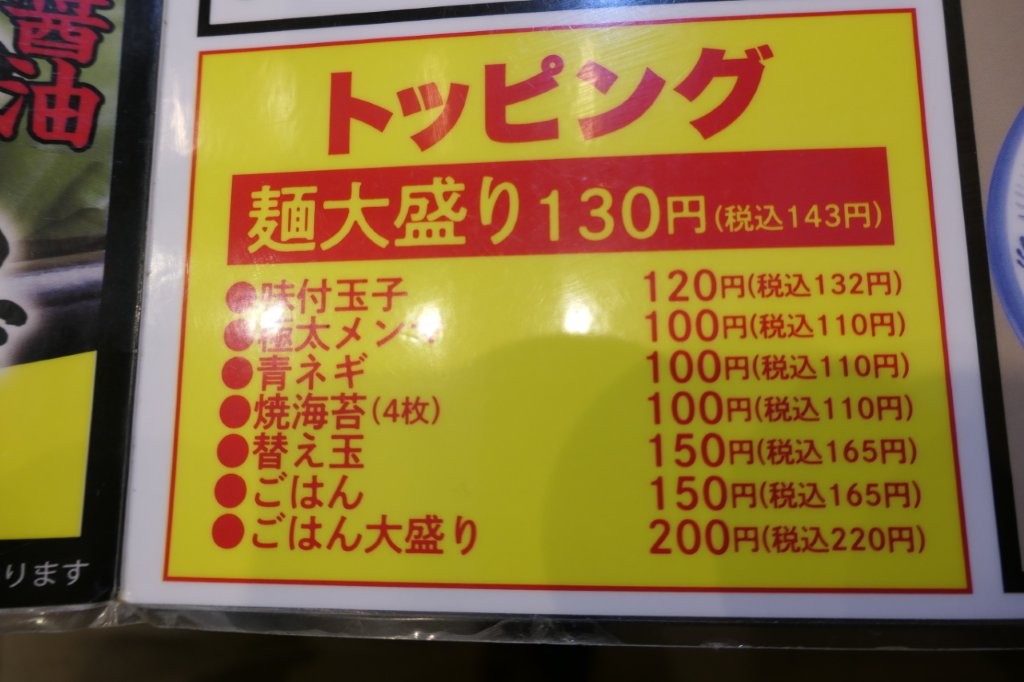 醤油
トッピング
麺大盛り130円(税込143円)
●味付玉子 120円(税込132円)
●極太メンマ 100円(税込110円)
●青ネギ 100円(税込110円)
●焼海苔(4枚) 100円(税込110円)
●替え玉 150円(税込165円)
●ごはん 150円(税込165円)
●ごはん大盛り 200円(税込220円)
ります